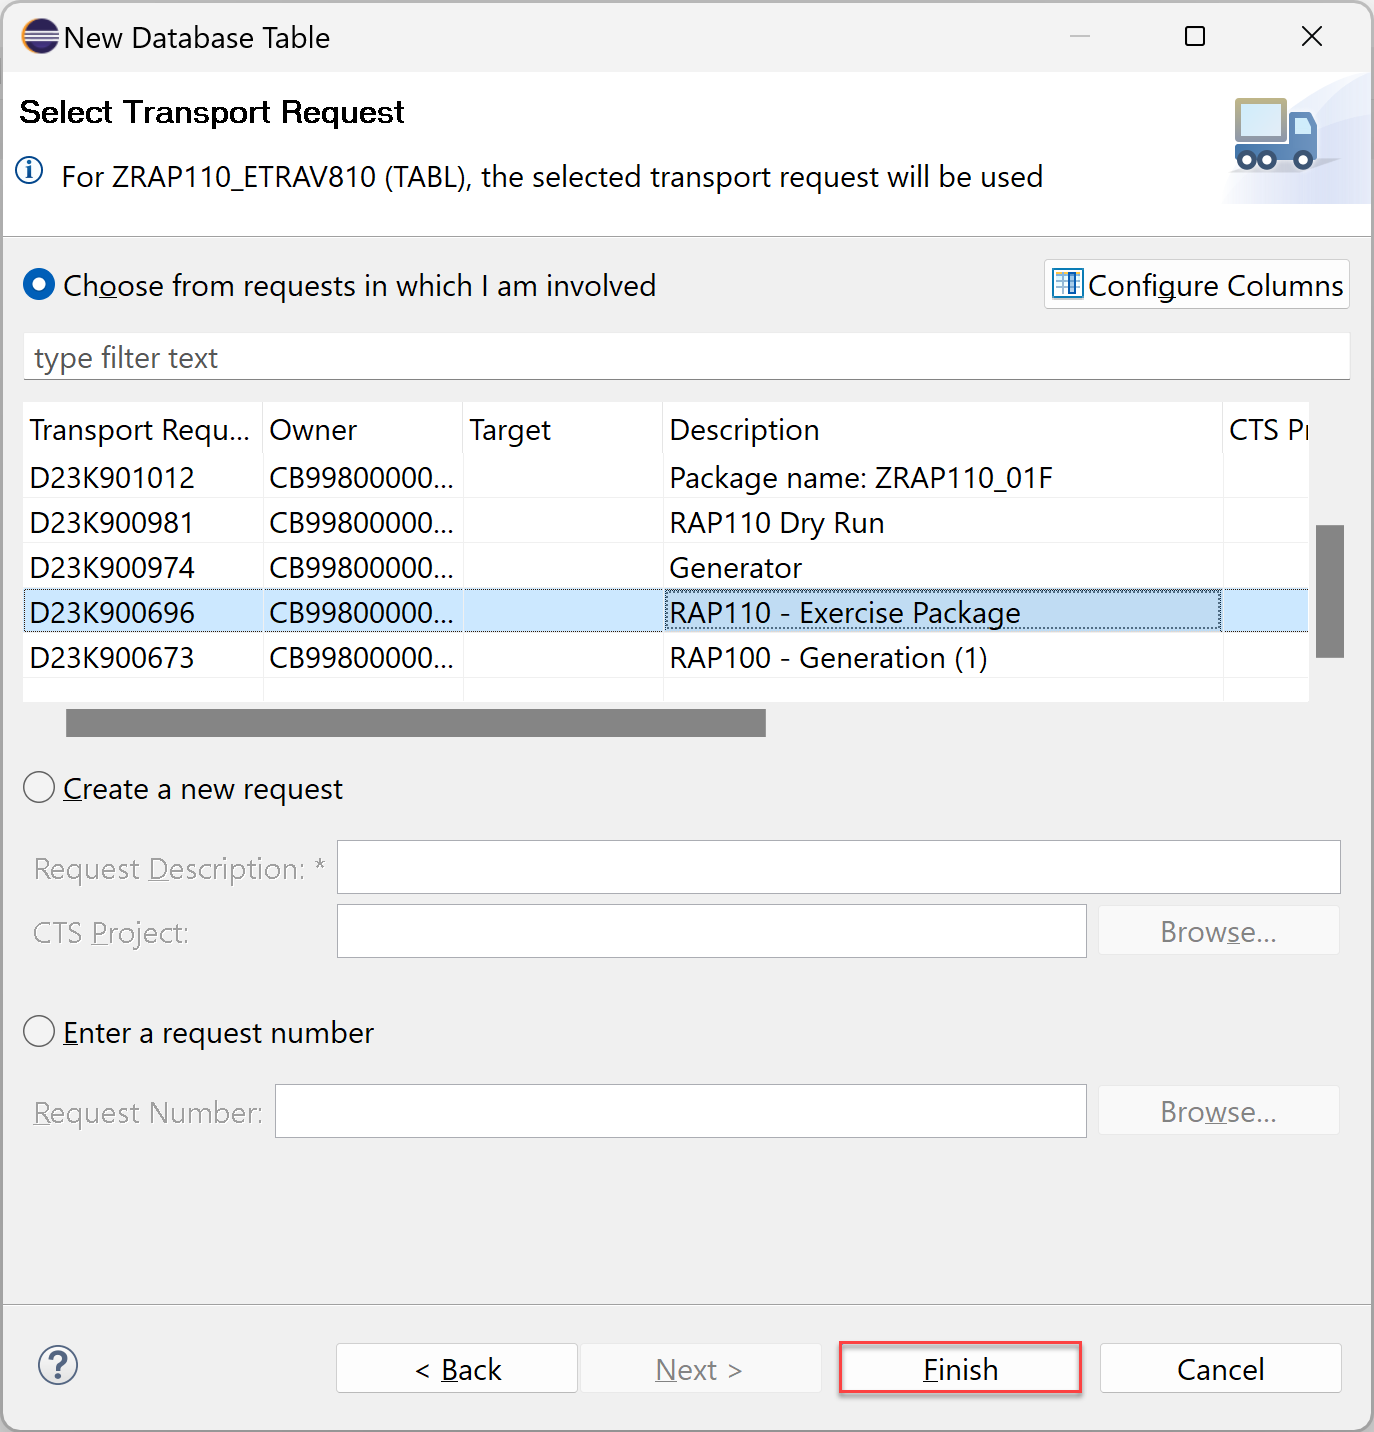 New Database Table
Select Transport Request
For ZRAP110_ETRAV810 (TABL), the selected transport request will be used
Choose from requests in which I am involved
Configure Columns
type filter text
Transport Requ... Owner Target Description CTS Pr
D23K901012 CB99800000... Package name: ZRAP110_01F
D23K900981 CB99800000... RAP110 Dry Run
D23K900974 CB99800000... Generator
D23K900696 CB99800000... RAP110 - Exercise Package
D23K900673 CB99800000... RAP100 - Generation (1)
Create a new request
Request Description: *
CTS Project: Browse...
Enter a request number
Request Number: Browse...
? < Back Next > Finish Cancel